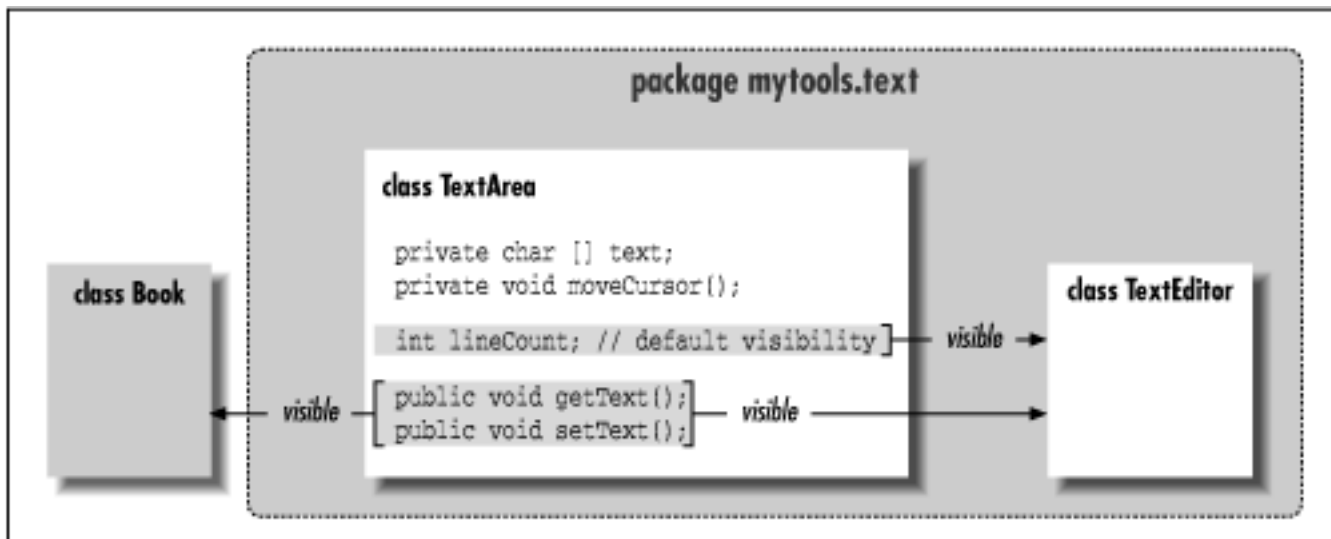 package mytools.text
class TextArea
private char [] text;
private void moveCursor();
class Book
class TextEditor
int lineCount; // default visibility
visible
visible
public void getText();
visible
public void setText();